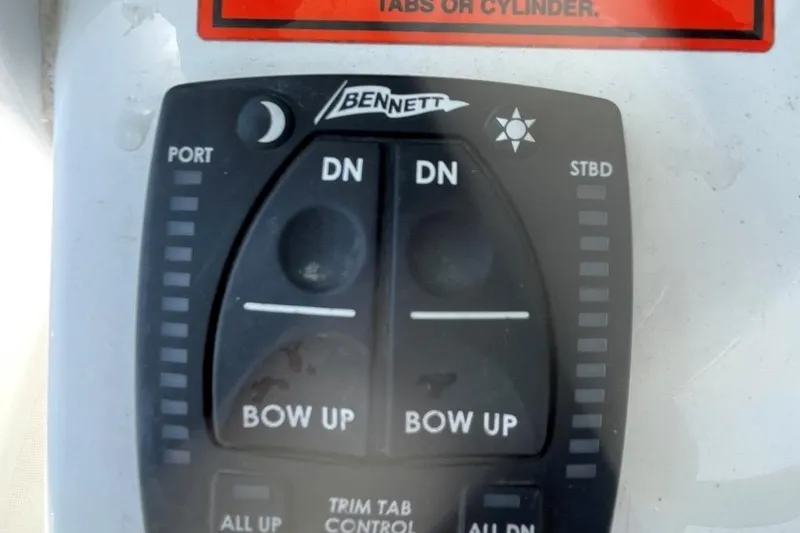 TABS OR CYLINDER.
BENNETT
PORT
STBD
DN
DN
BOW UP
BOW UP
ALL UP
TRIM TAB
CONTROL
ALL DN